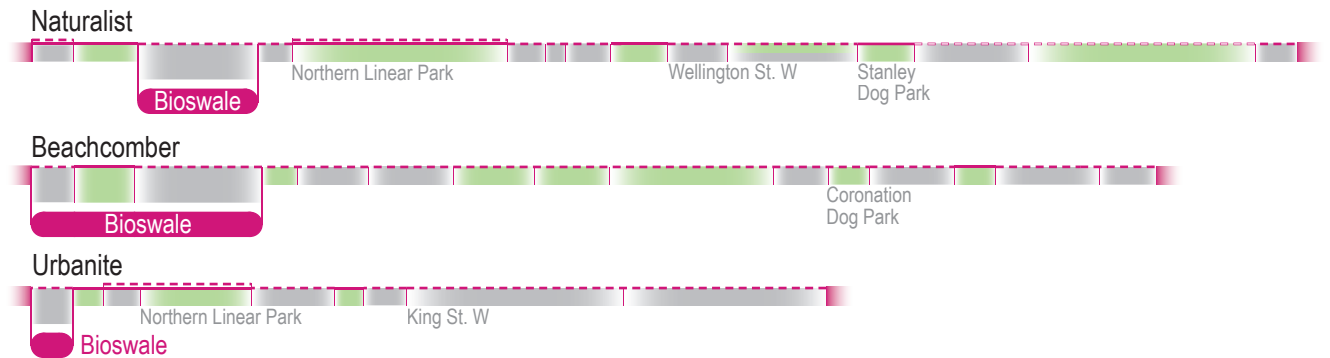 Naturalist
Northern Linear Park
Wellington St. W
Stanley
Dog Park
Bioswale
Beachcomber
Bioswale
Coronation
Dog Park
Urbanite
Northern Linear Park
King St. W
Bioswale